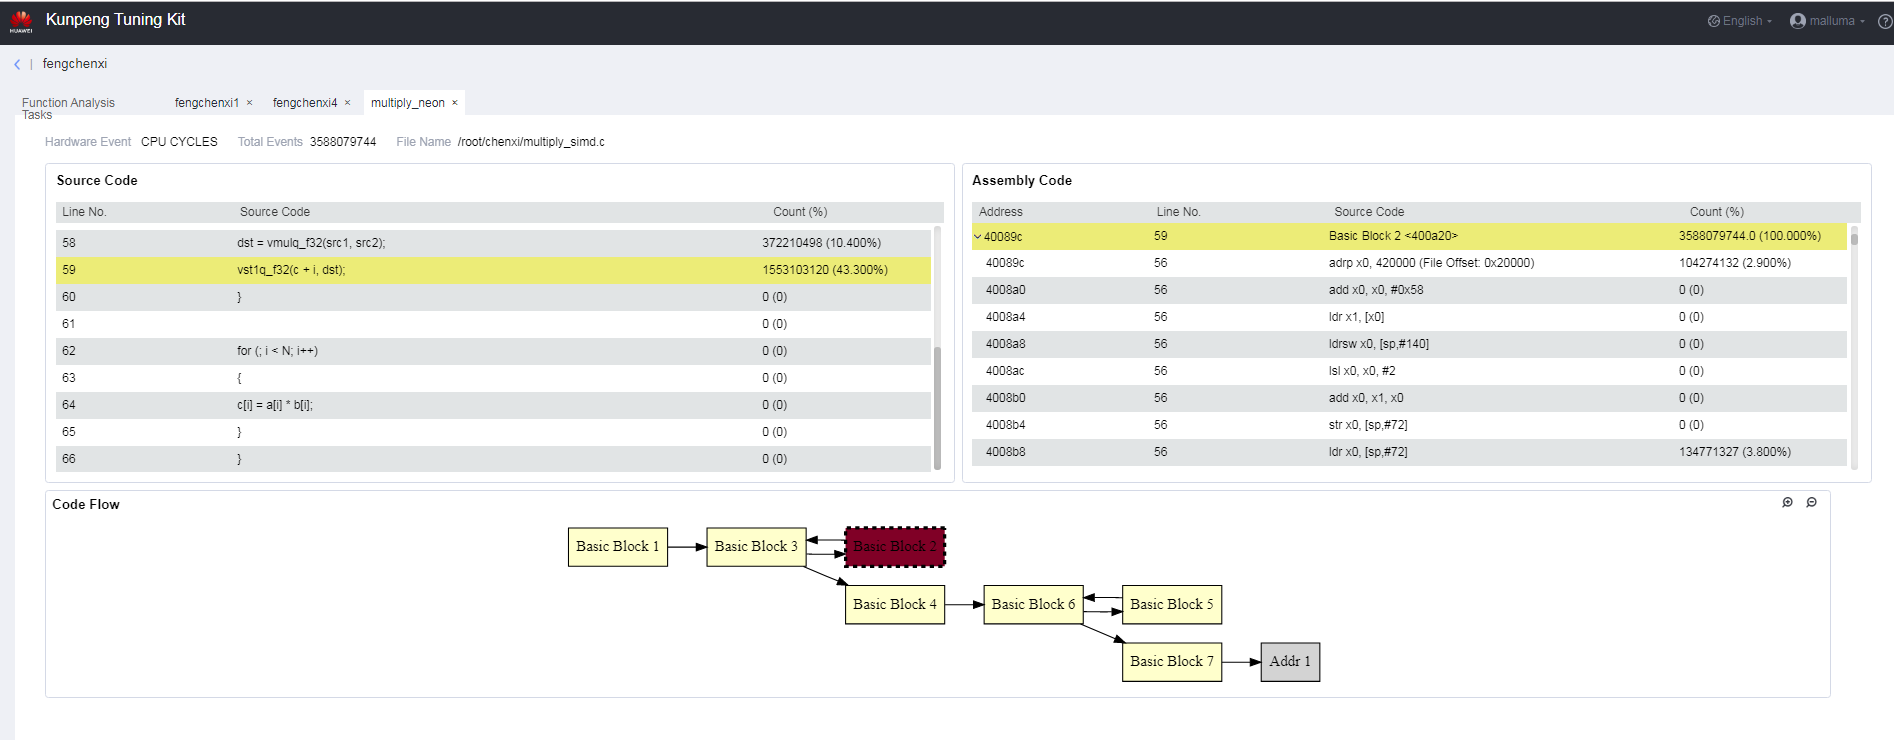 HUAWEI
Kunpeng Tuning Kit
English
malluma
fengchenxi
Function Analysis
Tasks
fengchenxi1 ×
fengchenxi4 ×
multiply_neon ×
Hardware Event CPU CYCLES Total Events 3588079744 File Name /root/chenxi/multiply_simd.c
Source Code
Line No. Source Code Count (%)
58 dst = vmulq_f32(src1, src2); 372210498 (10.400%)
59 vst1q_f32(c + i, dst); 1553103120 (43.300%)
60 } 0 (0)
61 0 (0)
62 for (; i < N; i++) 0 (0)
63 { 0 (0)
64 c[i] = a[i] * b[i]; 0 (0)
65 } 0 (0)
66 } 0 (0)
Assembly Code
Address Line No. Source Code Count (%)
40089c 59 Basic Block 2 <400a20> 3588079744.0 (100.000%)
40089c 56 adrp x0, 420000 (File Offset: 0x20000) 104274132 (2.900%)
4008a0 56 add x0, x0, #0x58 0 (0)
4008a4 56 ldr x1, [x0] 0 (0)
4008a8 56 ldrsw x0, [sp,#140] 0 (0)
4008ac 56 lsl x0, x0, #2 0 (0)
4008b0 56 add x0, x1, x0 0 (0)
4008b4 56 str x0, [sp,#72] 0 (0)
4008b8 56 ldr x0, [sp,#72] 134771327 (3.800%)
Code Flow
Basic Block 1
Basic Block 3
Basic Block 2
Basic Block 4
Basic Block 6
Basic Block 5
Basic Block 7
Addr 1